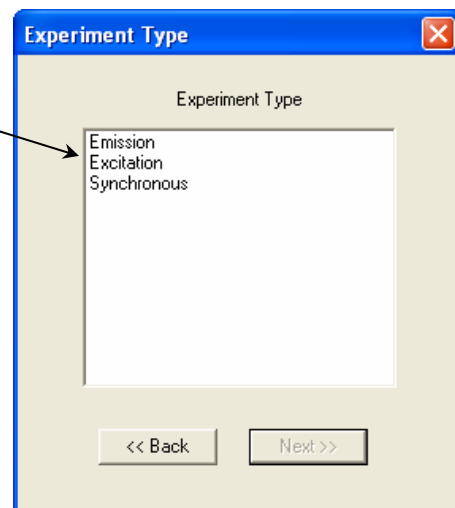 Experiment Type
Experiment Type
Emission
Excitation
Synchronous
<< Back
Next >>